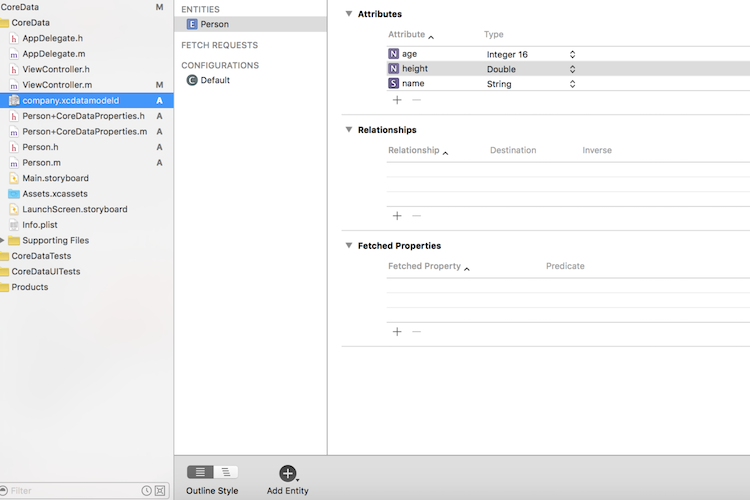 CoreData M
CoreData
h AppDelegate.h
m AppDelegate.m
h ViewController.h
m ViewController.m M
company.xcdatamodeld A
h Person+CoreDataProperties.h A
m Person+CoreDataProperties.m A
h Person.h A
m Person.m A
Main.storyboard
Assets.xcassets
LaunchScreen.storyboard
Info.plist
Supporting Files
CoreDataTests
CoreDataUITests
Products
Filter
ENTITIES
E Person
FETCH REQUESTS
CONFIGURATIONS
C Default
Attributes
Attribute Type
N age Integer 16
N height Double
S name String
Relationships
Relationship Destination Inverse
Fetched Properties
Fetched Property Predicate
Outline Style Add Entity